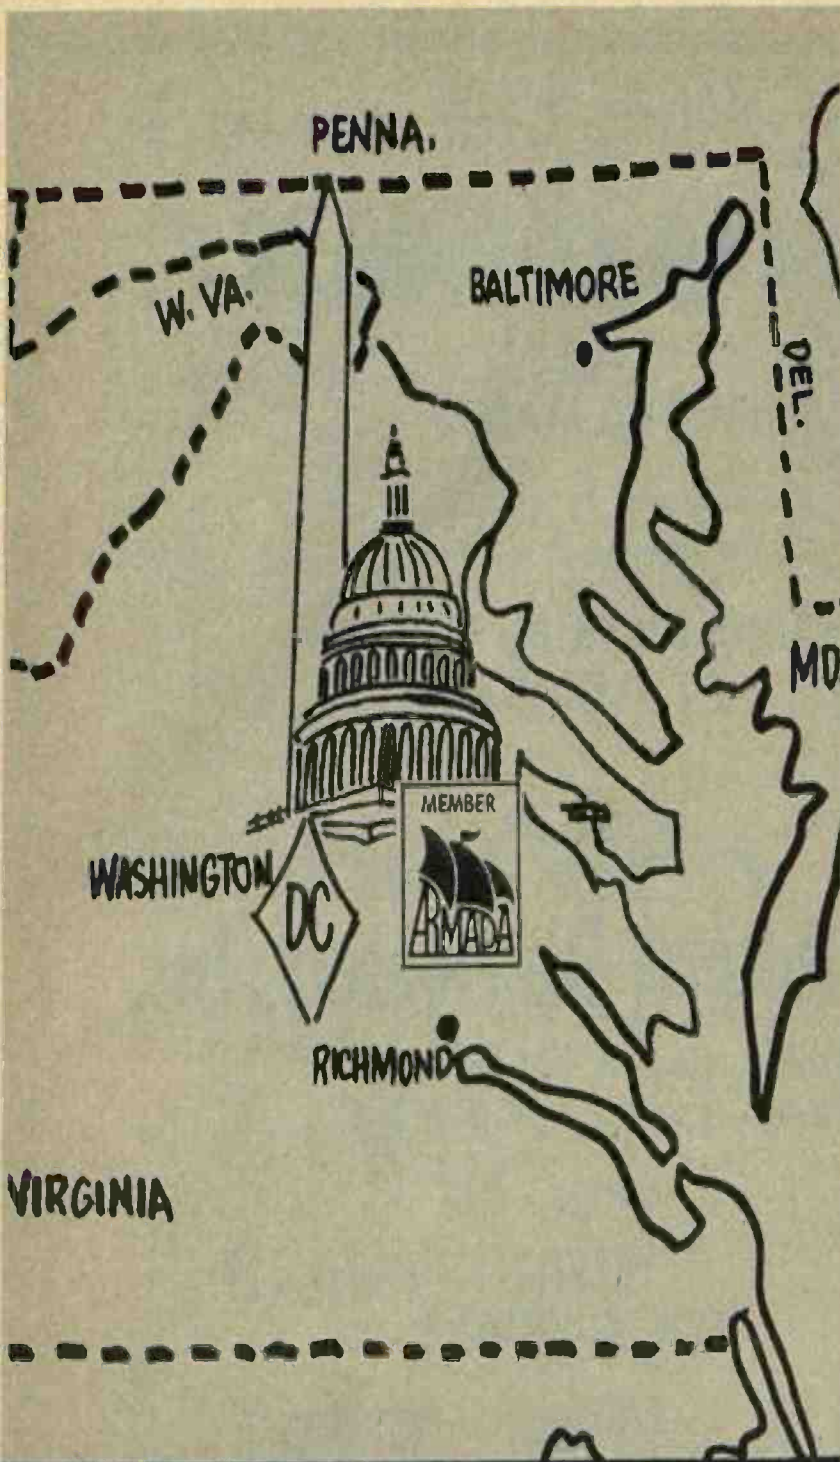 PENNA.
BALTIMORE
W. VA.
DEL.
MD
MEMBER
ARMADA
WASHINGTON
DC
RICHMOND
VIRGINIA